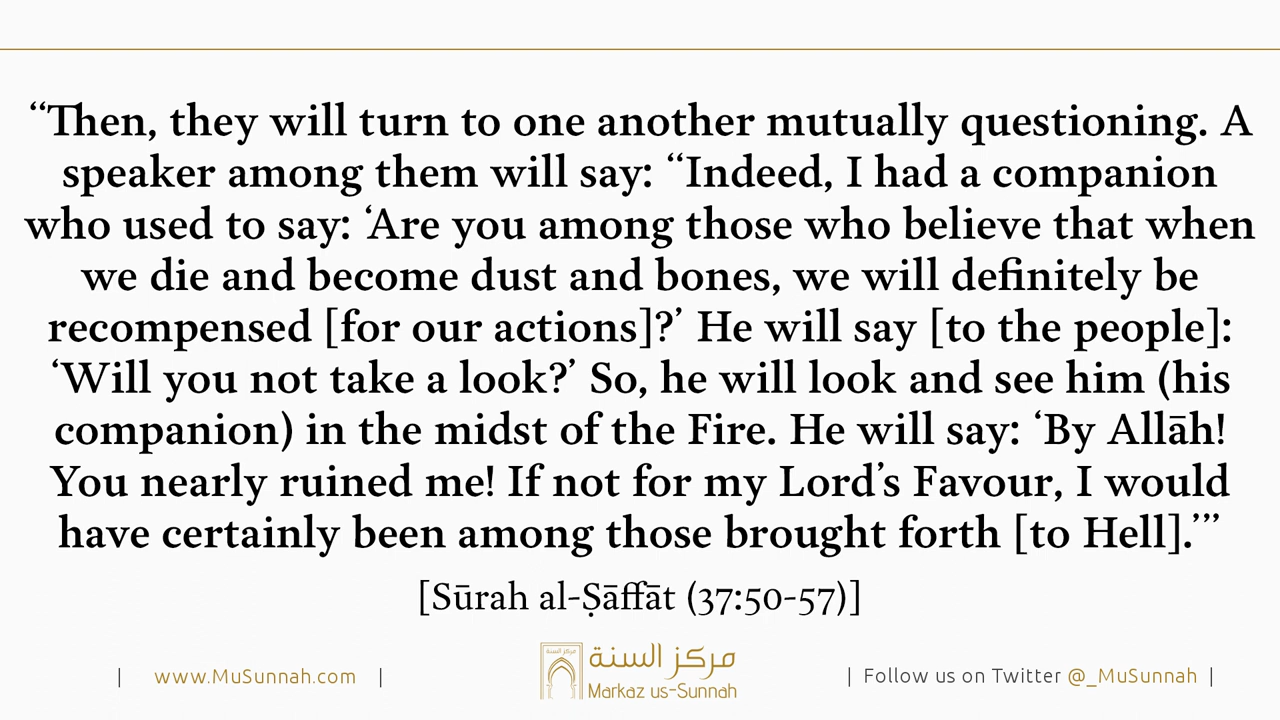 “Then, they will turn to one another mutually questioning. A
speaker among them will say: “Indeed, I had a companion
who used to say: ‘Are you among those who believe that when
we die and become dust and bones, we will definitely be
recompensed [for our actions]?’ He will say [to the people]:
‘Will you not take a look?’ So, he will look and see him (his
companion) in the midst of the Fire. He will say: ‘By Allāh!
You nearly ruined me! If not for my Lord’s Favour, I would
have certainly been among those brought forth [to Hell].’”
[Sūrah al-Ṣāffāt (37:50-57)]
| www.MuSunnah.com |
مركز السنة
مركز السنة
Markaz us-Sunnah
| Follow us on Twitter @_MuSunnah |